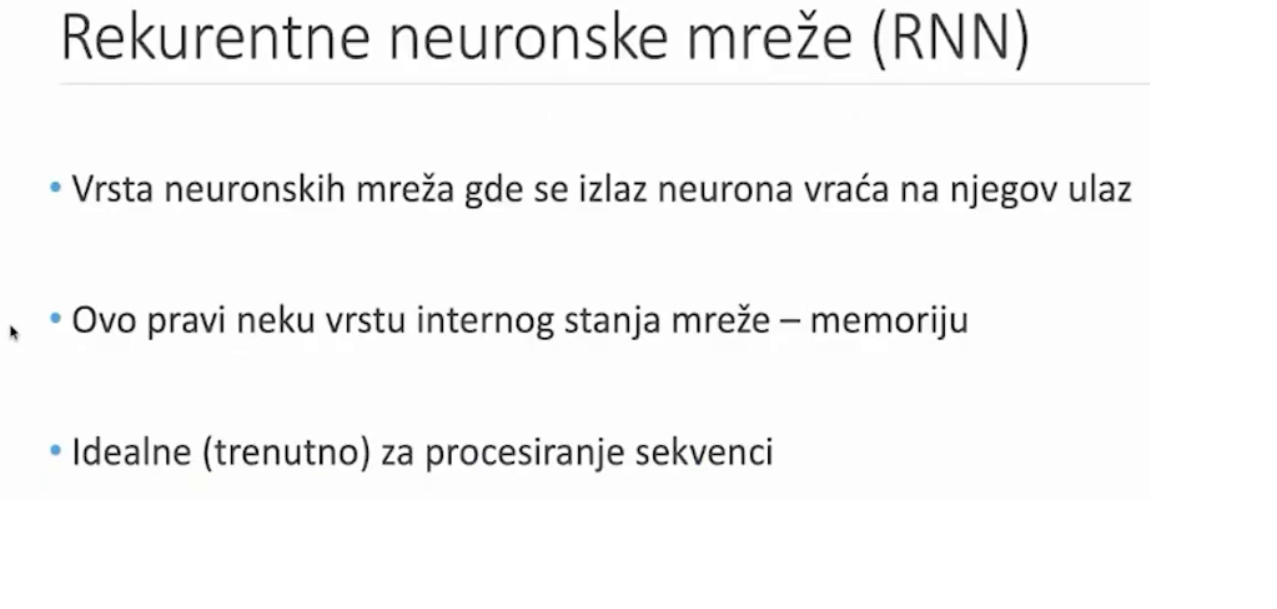 Rekurentne neuronske mreže (RNN)
• Vrsta neuronskih mreža gde se izlaz neurona vraća na njegov ulaz
• Ovo pravi neku vrstu internog stanja mreže – memoriju
• Idealne (trenutno) za procesiranje sekvenci